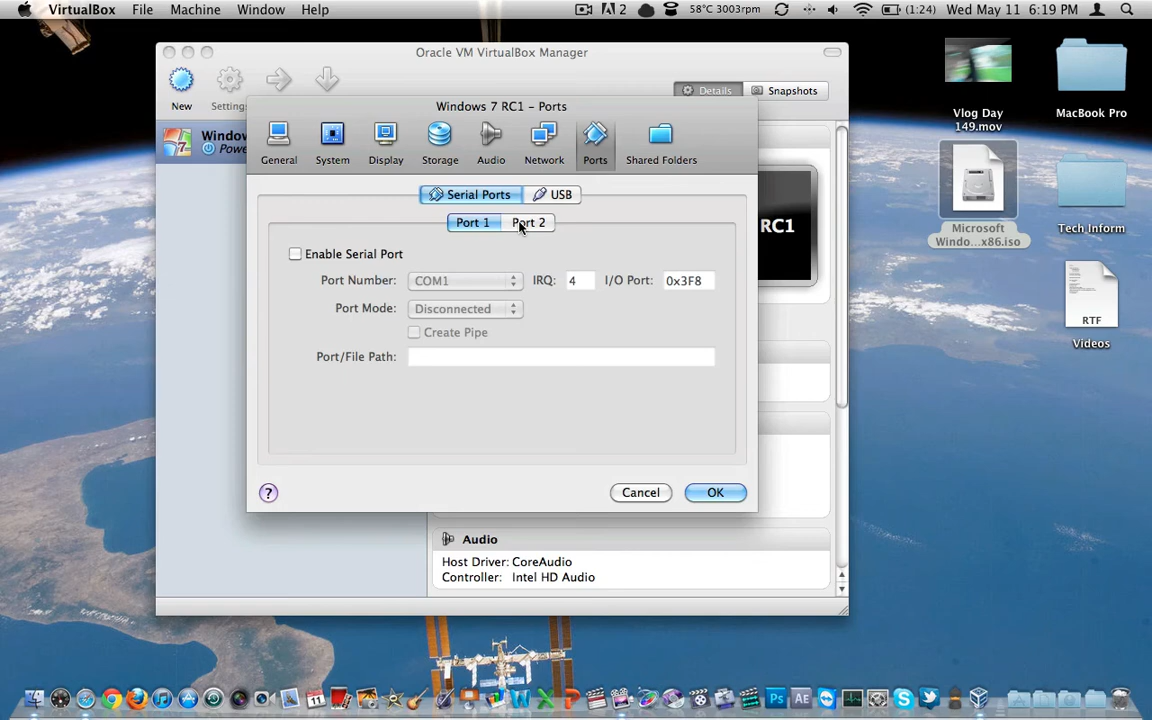 VirtualBox File Machine Window Help 2 58°C 3003rpm (1:24) Wed May 11 6:19 PM
Oracle VM VirtualBox Manager
New
Details Snapshots
Windows 7 RC1 - Ports
General System Display Storage Audio Network Ports Shared Folders
Serial Ports USB
Port 1 Port 2
Enable Serial Port
Port Number: COM1 IRQ: 4 I/O Port: 0x3F8
Port Mode: Disconnected
Create Pipe
Port/File Path:
? Cancel OK
RC1
Audio
Host Driver: CoreAudio
Controller: Intel HD Audio
Vlog Day
149.mov
MacBook Pro
Microsoft
Windo...x86.iso
Tech Inform
RTF
Videos